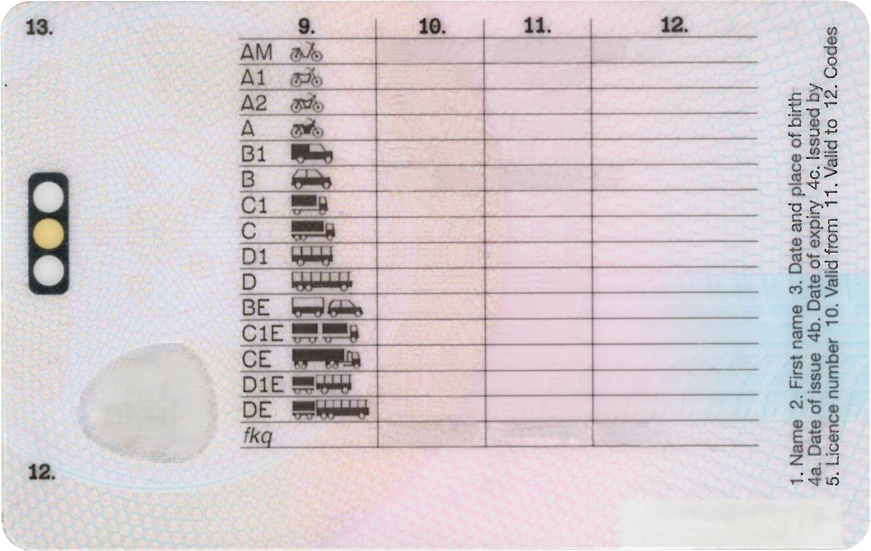 13. 9. 10. 11. 12.
AM
A1
A2
A
B1
B
C1
C
D1
D
BE
C1E
CE
D1E
DE
fkq
12.
1. Name 2. First name 3. Date and place of birth
4a. Date of issue 4b. Date of expiry 4c. Issued by
5. Licence number 10. Valid from 11. Valid to 12. Codes